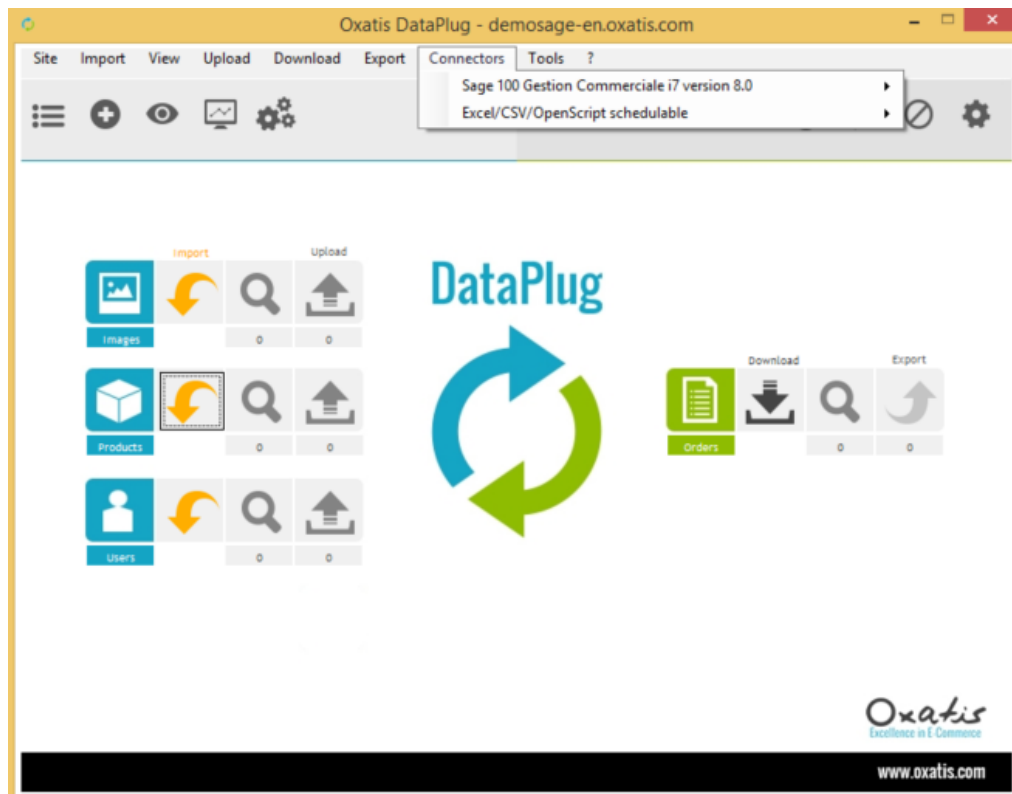 Oxatis DataPlug - demosage-en.oxatis.com
Site Import View Upload Download Export Connectors Tools ?
Sage 100 Gestion Commerciale i7 version 8.0
Excel/CSV/OpenScript schedulable
Import Upload
Images 0 0
DataPlug
Products 0 0
Download Export
Orders 0 0
Users 0 0
Oxatis
Excellence in E-Commerce
www.oxatis.com